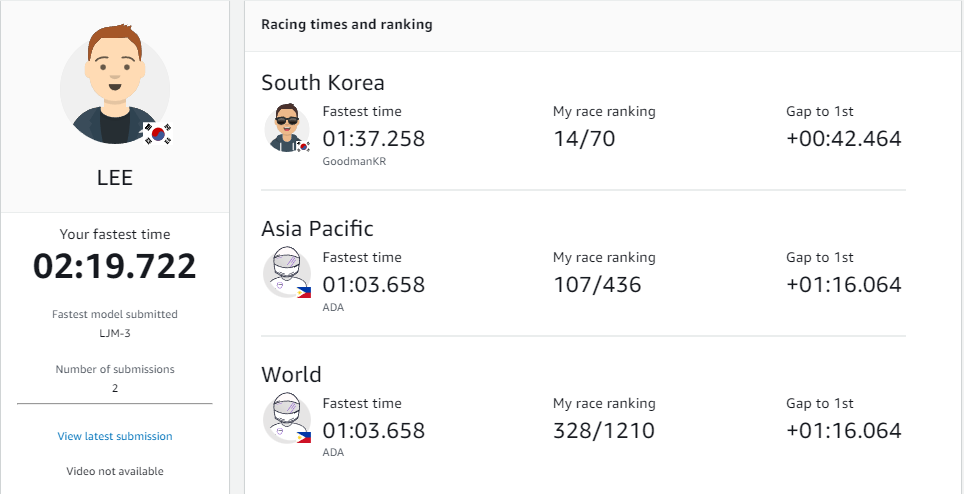 LEE
Your fastest time
02:19.722
Fastest model submitted
LJM-3
Number of submissions
2
View latest submission
Video not available
Racing times and ranking
South Korea
Fastest time My race ranking Gap to 1st
01:37.258 14/70 +00:42.464
GoodmanKR
Asia Pacific
Fastest time My race ranking Gap to 1st
01:03.658 107/436 +01:16.064
ADA
World
Fastest time My race ranking Gap to 1st
01:03.658 328/1210 +01:16.064
ADA